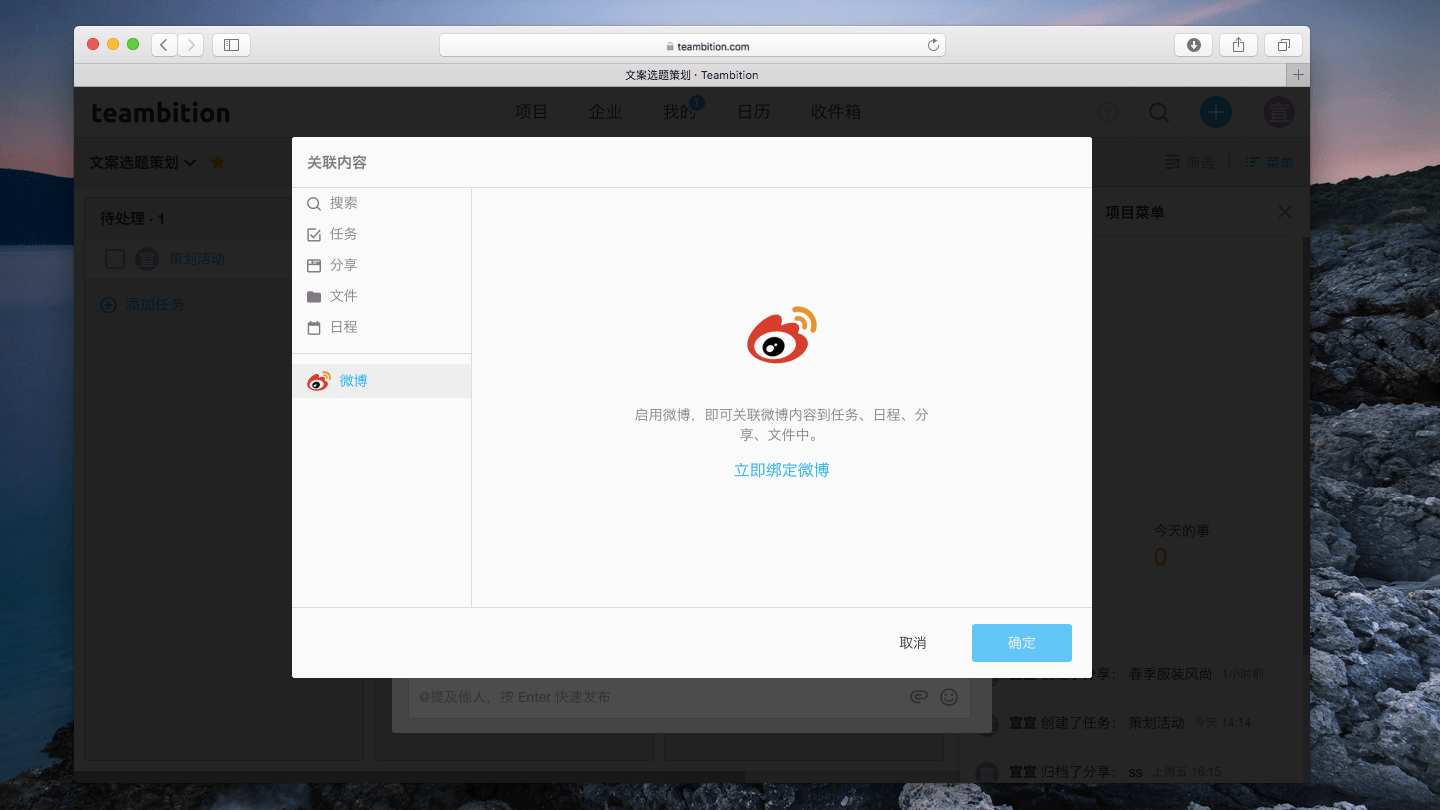 teambition.com
文案选题策划 · Teambition
teambition
项目
企业
我的
1
日历
收件箱
?
宣
文案选题策划
筛选
菜单
关联内容
待处理 · 1
宣
策划活动
添加任务
搜索
任务
分享
文件
日程
微博
启用微博，即可关联微博内容到任务、日程、分
享、文件中。
立即绑定微博
取消
确定
项目菜单
今天的事
0
@提及他人，按 Enter 快速发布
春季服装风尚 1小时前
宣宣 创建了任务： 策划活动 今天 14:14
宣
宣宣 归档了分享： ss 上周五 16:15